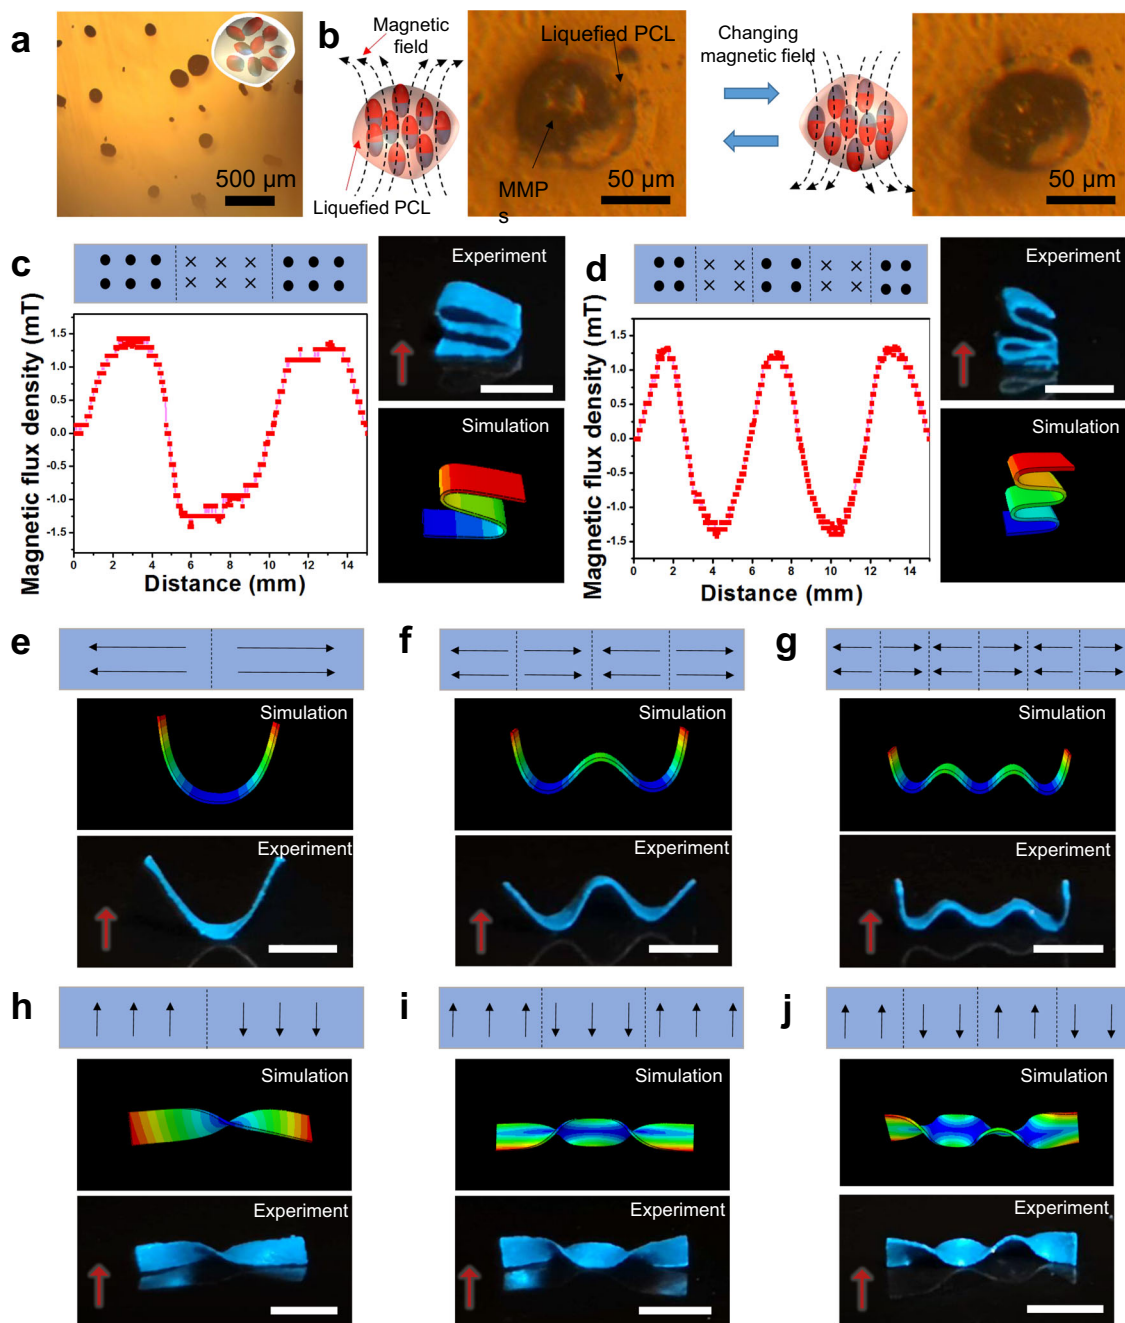 a
500 µm
b
Magnetic
field
Liquefied PCL
Liquefied PCL
MMP
s
50 µm
Changing
magnetic field
50 µm
c
Magnetic flux density (mT)
1.5
1.0
0.5
0.0
-0.5
-1.0
-1.5
0 2 4 6 8 10 12 14
Distance (mm)
Experiment
Simulation
d
Magnetic flux density (mT)
1.5
1.0
0.5
0.0
-0.5
-1.0
-1.5
0 2 4 6 8 10 12 14
Distance (mm)
Experiment
Simulation
e
Simulation
Experiment
f
Simulation
Experiment
g
Simulation
Experiment
h
Simulation
Experiment
i
Simulation
Experiment
j
Simulation
Experiment